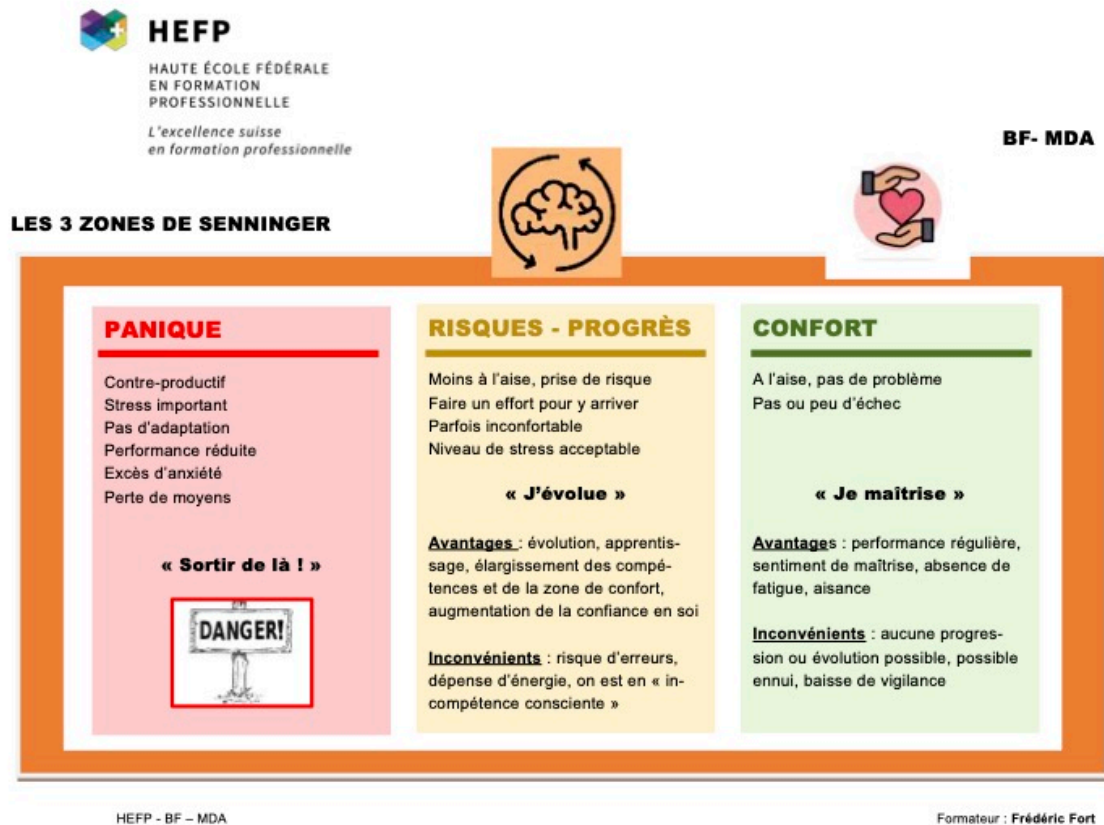 HEFP
HAUTE ÉCOLE FÉDÉRALE
EN FORMATION
PROFESSIONNELLE
L'excellence suisse
en formation professionnelle
BF- MDA
LES 3 ZONES DE SENNINGER
PANIQUE
Contre-productif
Stress important
Pas d'adaptation
Performance réduite
Excès d'anxiété
Perte de moyens
« Sortir de là ! »
DANGER!
RISQUES - PROGRÈS
Moins à l'aise, prise de risque
Faire un effort pour y arriver
Parfois inconfortable
Niveau de stress acceptable
« J'évolue »
Avantages : évolution, apprentis-
sage, élargissement des compé-
tences et de la zone de confort,
augmentation de la confiance en soi
Inconvénients : risque d'erreurs,
dépense d'énergie, on est en « in-
compétence consciente »
CONFORT
A l'aise, pas de problème
Pas ou peu d'échec
« Je maîtrise »
Avantages : performance régulière,
sentiment de maîtrise, absence de
fatigue, aisance
Inconvénients : aucune progres-
sion ou évolution possible, possible
ennui, baisse de vigilance
HEFP - BF – MDA
Formateur : Frédéric Fort